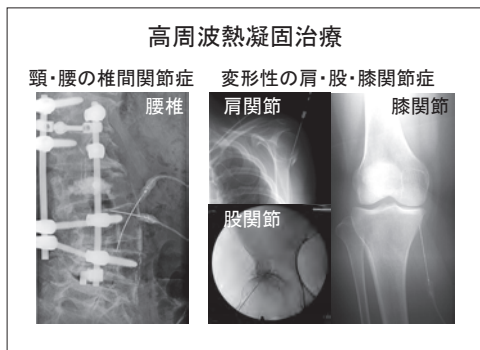 高周波熱凝固治療
頸・腰の椎間関節症
変形性の肩・股・膝関節症
腰椎
肩関節
膝関節
股関節